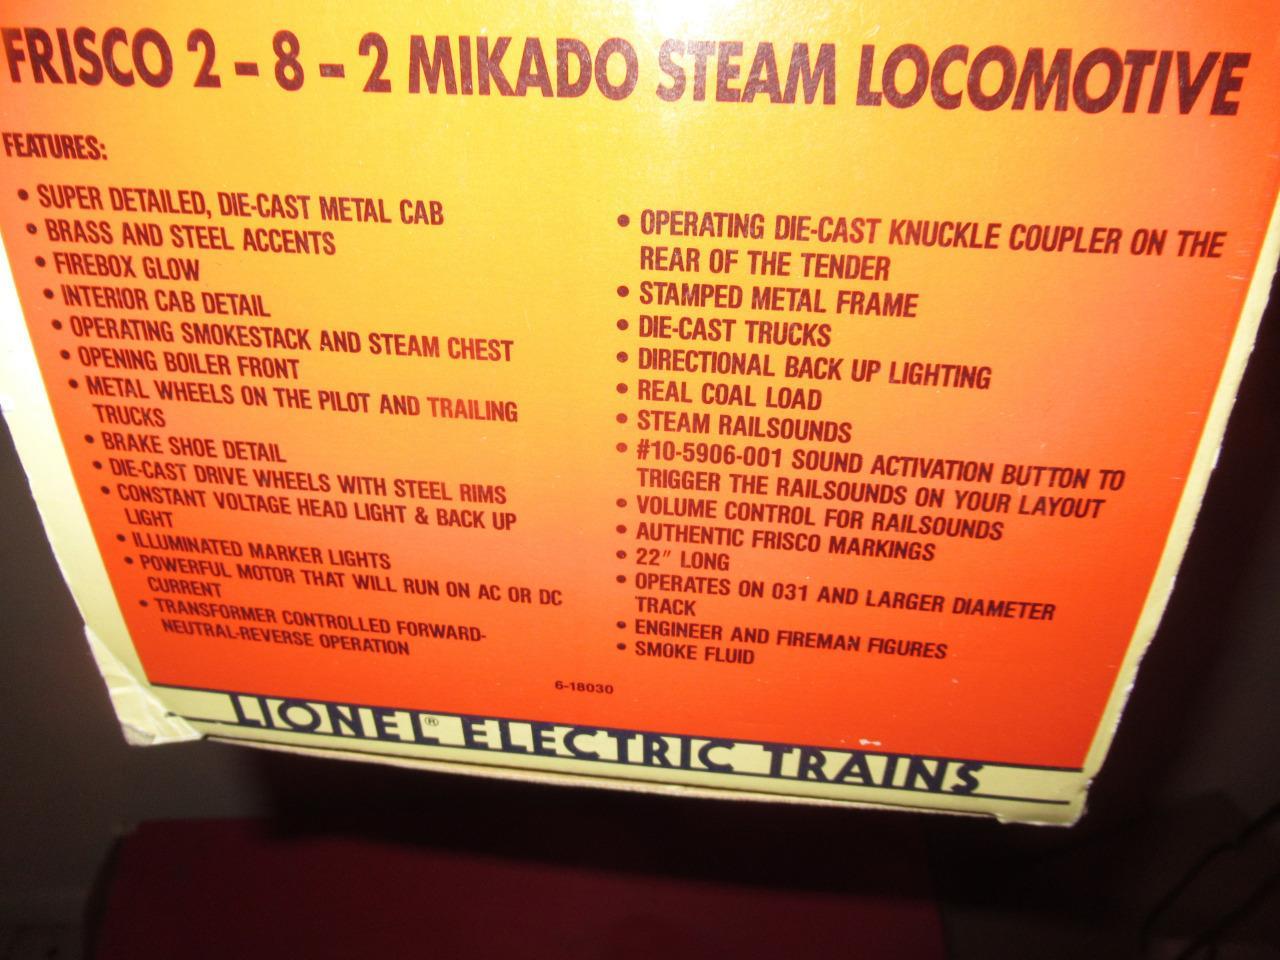 FRISCO 2-8-2 MIKADO STEAM LOCOMOTIVE
FEATURES:
• SUPER DETAILED, DIE-CAST METAL CAB
• BRASS AND STEEL ACCENTS
• FIREBOX GLOW
• INTERIOR CAB DETAIL
• OPERATING SMOKESTACK AND STEAM CHEST
• OPENING BOILER FRONT
• METAL WHEELS ON THE PILOT AND TRAILING
TRUCKS
• BRAKE SHOE DETAIL
• DIE-CAST DRIVE WHEELS WITH STEEL RIMS
• CONSTANT VOLTAGE HEAD LIGHT & BACK UP
LIGHT
• ILLUMINATED MARKER LIGHTS
• POWERFUL MOTOR THAT WILL RUN ON AC OR DC
CURRENT
• TRANSFORMER CONTROLLED FORWARD-
NEUTRAL-REVERSE OPERATION
• OPERATING DIE-CAST KNUCKLE COUPLER ON THE
REAR OF THE TENDER
• STAMPED METAL FRAME
• DIE-CAST TRUCKS
• DIRECTIONAL BACK UP LIGHTING
• REAL COAL LOAD
• STEAM RAILSOUNDS
• #10-5906-001 SOUND ACTIVATION BUTTON TO
TRIGGER THE RAILSOUNDS ON YOUR LAYOUT
• VOLUME CONTROL FOR RAILSOUNDS
• AUTHENTIC FRISCO MARKINGS
• 22" LONG
• OPERATES ON 031 AND LARGER DIAMETER
TRACK
• ENGINEER AND FIREMAN FIGURES
• SMOKE FLUID
6-18030
LIONEL® ELECTRIC TRAINS